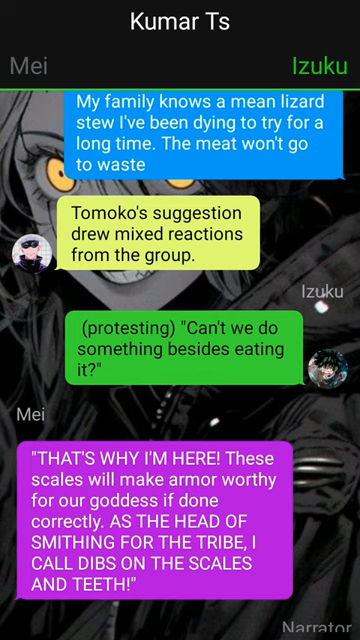 Kumar Ts
Mei
Izuku
My family knows a mean lizard
stew I've been dying to try for a
long time. The meat won't go
to waste
Tomoko's suggestion
drew mixed reactions
from the group.
Izuku
(protesting) "Can't we do
something besides eating
it?"
Mei
"THAT'S WHY I'M HERE! These
scales will make armor worthy
for our goddess if done
correctly. AS THE HEAD OF
SMITHING FOR THE TRIBE, I
CALL DIBS ON THE SCALES
AND TEETH!"
Narrator